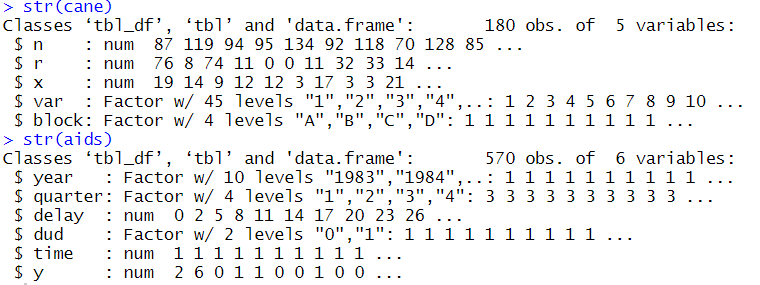 > str(cane)
Classes ‘tbl_df’, ‘tbl’ and 'data.frame':	180 obs. of  5 variables:
 $ n    : num  87 119 94 95 134 92 118 70 128 85 ...
 $ r    : num  76 8 74 11 0 0 11 32 33 14 ...
 $ x    : num  19 14 9 12 12 3 17 3 3 21 ...
 $ var  : Factor w/ 45 levels "1","2","3","4",..: 1 2 3 4 5 6 7 8 9 10 ...
 $ block: Factor w/ 4 levels "A","B","C","D": 1 1 1 1 1 1 1 1 1 1 ...
> str(aids)
Classes ‘tbl_df’, ‘tbl’ and 'data.frame':	570 obs. of  6 variables:
 $ year   : Factor w/ 10 levels "1983","1984",..: 1 1 1 1 1 1 1 1 1 1 ...
 $ quarter: Factor w/ 4 levels "1","2","3","4": 3 3 3 3 3 3 3 3 3 3 ...
 $ delay  : num  0 2 5 8 11 14 17 20 23 26 ...
 $ dud    : Factor w/ 2 levels "0","1": 1 1 1 1 1 1 1 1 1 1 ...
 $ time   : num  1 1 1 1 1 1 1 1 1 1 ...
 $ y      : num  2 6 0 1 1 0 0 1 0 0 ...